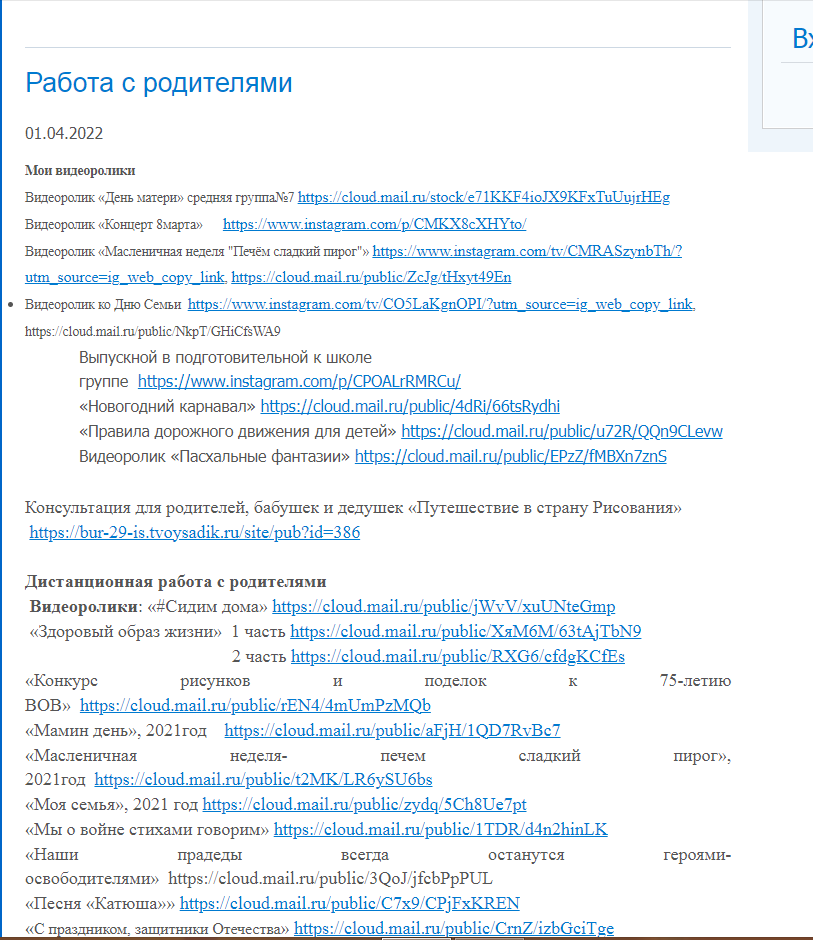 Вх
Работа с родителями
01.04.2022
Мои видеоролики
Видеоролик «День матери» средняя группа№7 https://cloud.mail.ru/stock/e71KKF4ioJX9KFxTuUujrHEg
Видеоролик «Концерт 8марта» https://www.instagram.com/p/CMKX8cXHYto/
Видеоролик «Масленичная неделя "Печём сладкий пирог"» https://www.instagram.com/tv/CMRASzynbTh/?
utm_source=ig_web_copy_link, https://cloud.mail.ru/public/ZcJg/tHxyt49En
• Видеоролик ко Дню Семьи https://www.instagram.com/tv/CO5LaKgnOPI/?utm_source=ig_web_copy_link,
https://cloud.mail.ru/public/NkpT/GHiCfsWA9
Выпускной в подготовительной к школе
группе https://www.instagram.com/p/CPOALrRMRCu/
«Новогодний карнавал» https://cloud.mail.ru/public/4dRi/66tsRydhi
«Правила дорожного движения для детей» https://cloud.mail.ru/public/u72R/QQn9CLevw
Видеоролик «Пасхальные фантазии» https://cloud.mail.ru/public/EPzZ/fMBXn7znS
Консультация для родителей, бабушек и дедушек «Путешествие в страну Рисования»
https://bur-29-is.tvoysadik.ru/site/pub?id=386
Дистанционная работа с родителями
Видеоролики: «#Сидим дома» https://cloud.mail.ru/public/jWvV/xuUNteGmp
«Здоровый образ жизни» 1 часть https://cloud.mail.ru/public/XяM6M/63tAjTbN9
2 часть https://cloud.mail.ru/public/RXG6/cfdgKCfEs
«Конкурс рисунков и поделок к 75-летию
ВОВ» https://cloud.mail.ru/public/rEN4/4mUmPzMQb
«Мамин день», 2021год https://cloud.mail.ru/public/aFjH/1QD7RvBc7
«Масленичная неделя- печем сладкий пирог»,
2021год https://cloud.mail.ru/public/t2MK/LR6ySU6bs
«Моя семья», 2021 год https://cloud.mail.ru/public/zydq/5Ch8Ue7pt
«Мы о войне стихами говорим» https://cloud.mail.ru/public/1TDR/d4n2hinLK
«Наши прадеды всегда останутся героями-
освободителями» https://cloud.mail.ru/public/3QoJ/jfcbPpPUL
«Песня «Катюша»» https://cloud.mail.ru/public/C7x9/CPjFxKREN
«С праздником, защитники Отечества» https://cloud.mail.ru/public/CrnZ/izbGciTge